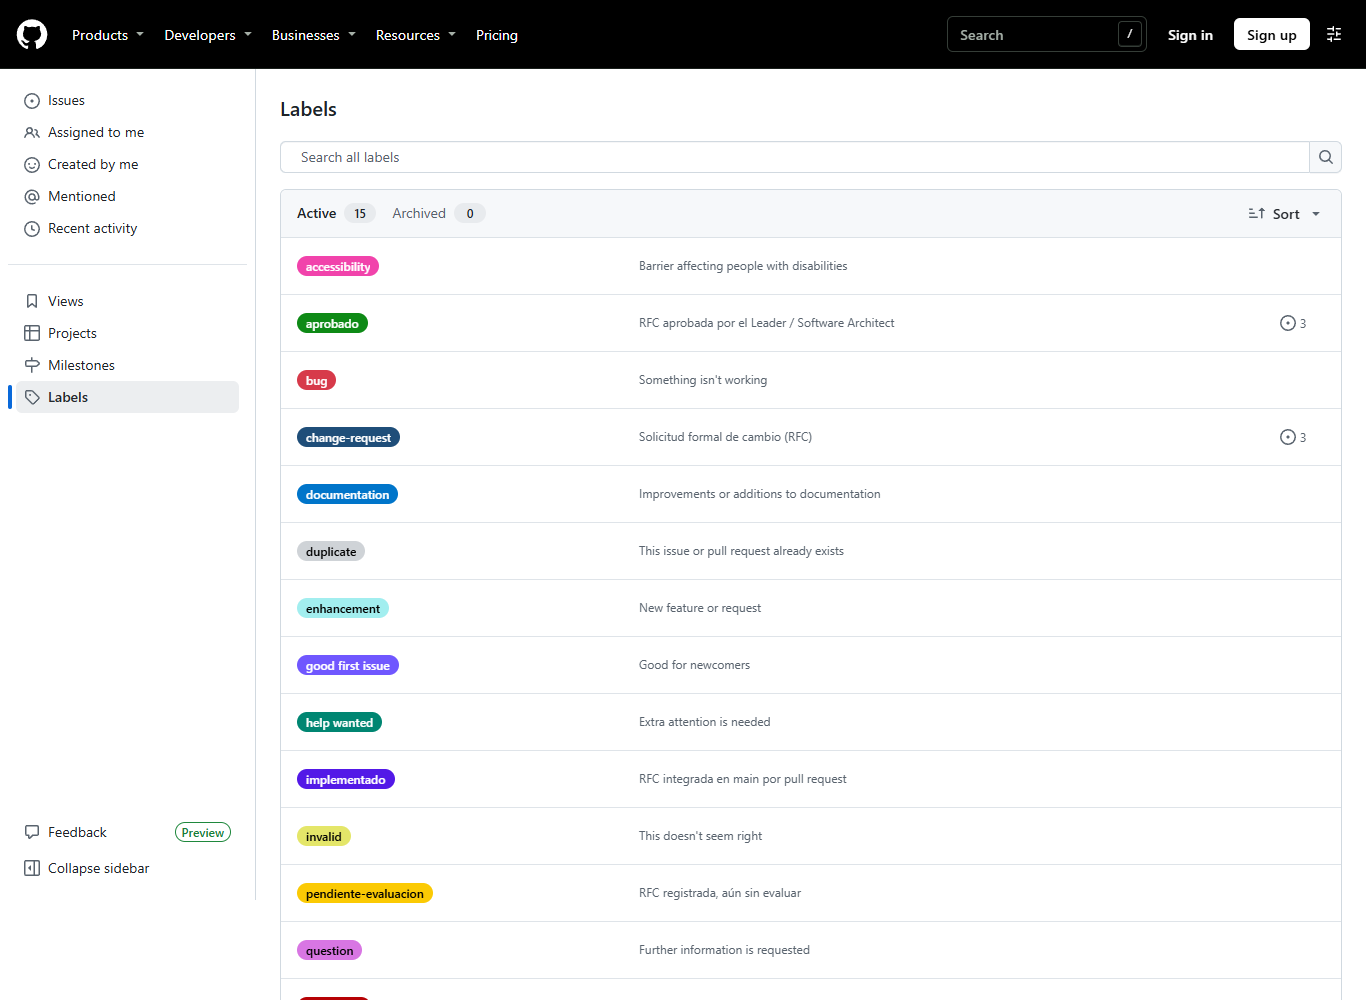 Products
Developers
Businesses
Resources
Pricing
Search
/
Sign in
Sign up
Issues
Assigned to me
Created by me
Mentioned
Recent activity
Views
Projects
Milestones
Labels
Feedback
Preview
Collapse sidebar
Labels
Search all labels
Active 15
Archived 0
Sort
accessibility
Barrier affecting people with disabilities
aprobado
RFC aprobada por el Leader / Software Architect
3
bug
Something isn't working
change-request
Solicitud formal de cambio (RFC)
3
documentation
Improvements or additions to documentation
duplicate
This issue or pull request already exists
enhancement
New feature or request
good first issue
Good for newcomers
help wanted
Extra attention is needed
implementado
RFC integrada en main por pull request
invalid
This doesn't seem right
pendiente-evaluacion
RFC registrada, aún sin evaluar
question
Further information is requested